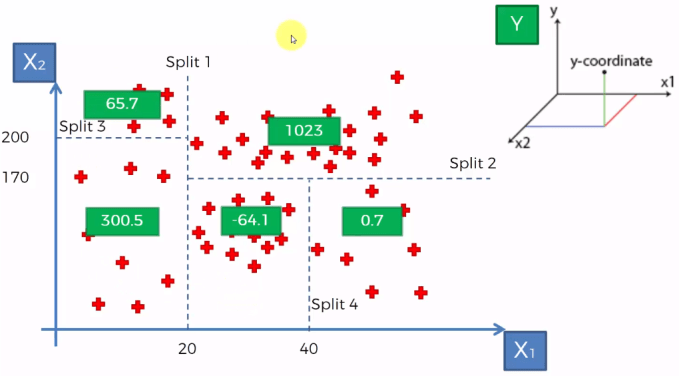 Y
y
y-coordinate
x1
x2
X₂
Split 1
65.7
Split 3
1023
200
Split 2
170
300.5
-64.1
0.7
Split 4
20
40
X₁